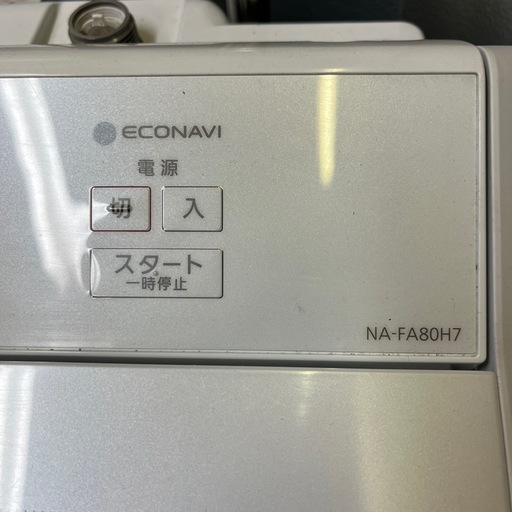 ECONAVI
電源
切 入
スタート
一時停止
NA-FA80H7